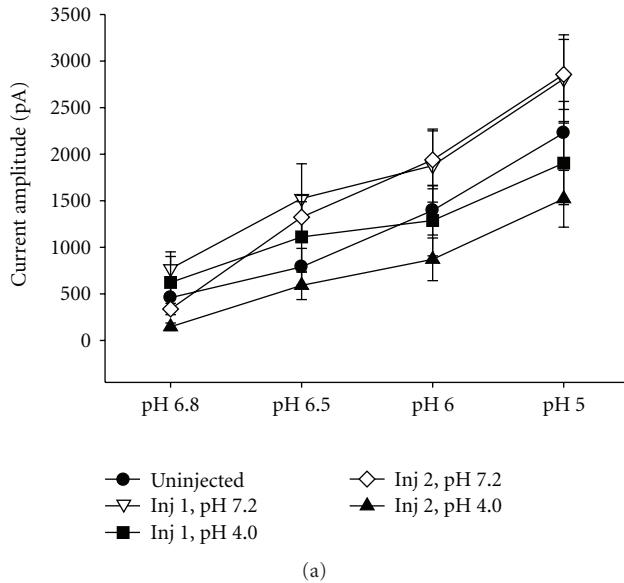 3500
3000
2500
2000
1500
1000
500
0
Current amplitude (pA)
pH 6.8 pH 6.5 pH 6 pH 5
Uninjected
Inj 1, pH 7.2
Inj 1, pH 4.0
Inj 2, pH 7.2
Inj 2, pH 4.0
(a)